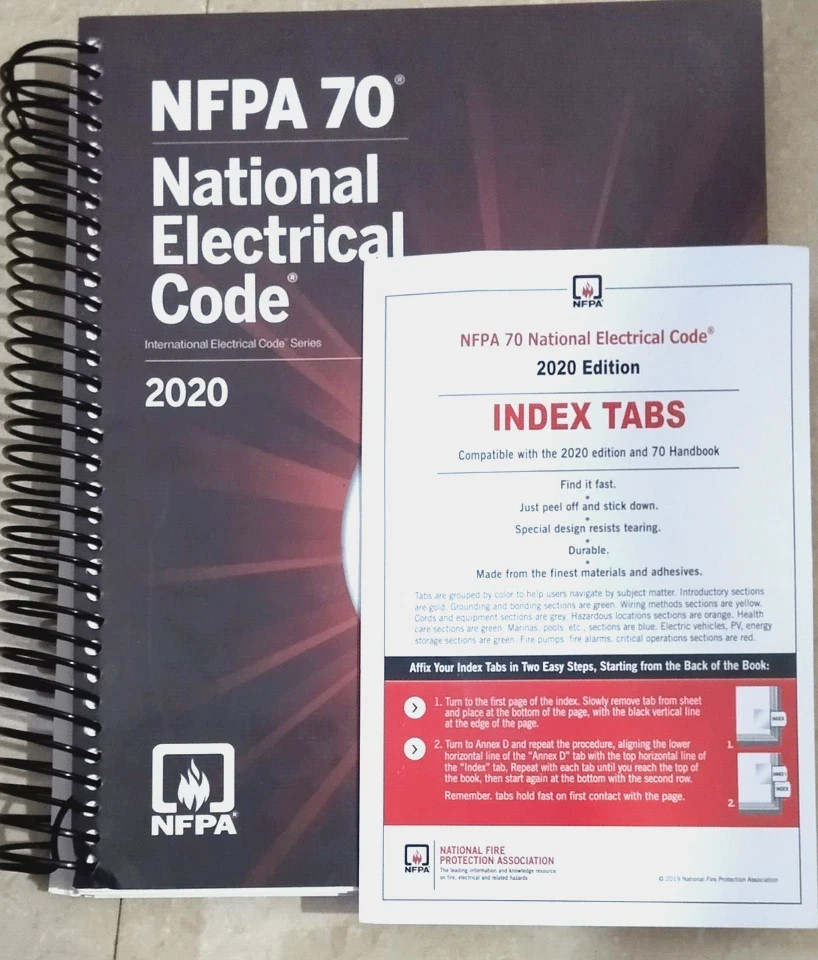 NFPA 70®
National
Electrical
Code®
International Electrical Code® Series
2020
NFPA®
NFPA
NFPA 70 National Electrical Code®
2020 Edition
INDEX TABS
Compatible with the 2020 edition and 70 Handbook
Find it fast.
Just peel off and stick down.
Special design resists tearing.
Durable.
Made from the finest materials and adhesives.
Tabs are grouped by color to help users navigate by subject matter. Introductory sections
are gold. Grounding and bonding sections are green. Wiring methods sections are yellow.
Cords and equipment sections are grey. Hazardous locations sections are orange. Health
care sections are green. Marinas, pools, etc., sections are blue. Electric vehicles, PV, energy
storage sections are green. Fire pumps, fire alarms, critical operations sections are red.
Affix Your Index Tabs in Two Easy Steps, Starting from the Back of the Book:
1. Turn to the first page of the index. Slowly remove tab from sheet
and place at the bottom of the page, with the black vertical line
at the edge of the page.
INDEX
1.
2. Turn to Annex D and repeat the procedure, aligning the lower
horizontal line of the "Annex D" tab with the top horizontal line of
the "Index" tab. Repeat with each tab until you reach the top of
the book, then start again at the bottom with the second row.
Remember. tabs hold fast on first contact with the page.
INDEX
2.
NFPA
NATIONAL FIRE
PROTECTION ASSOCIATION
The leading information and knowledge resource
on fire, electrical and related hazards
© 2019 National Fire Protection Association